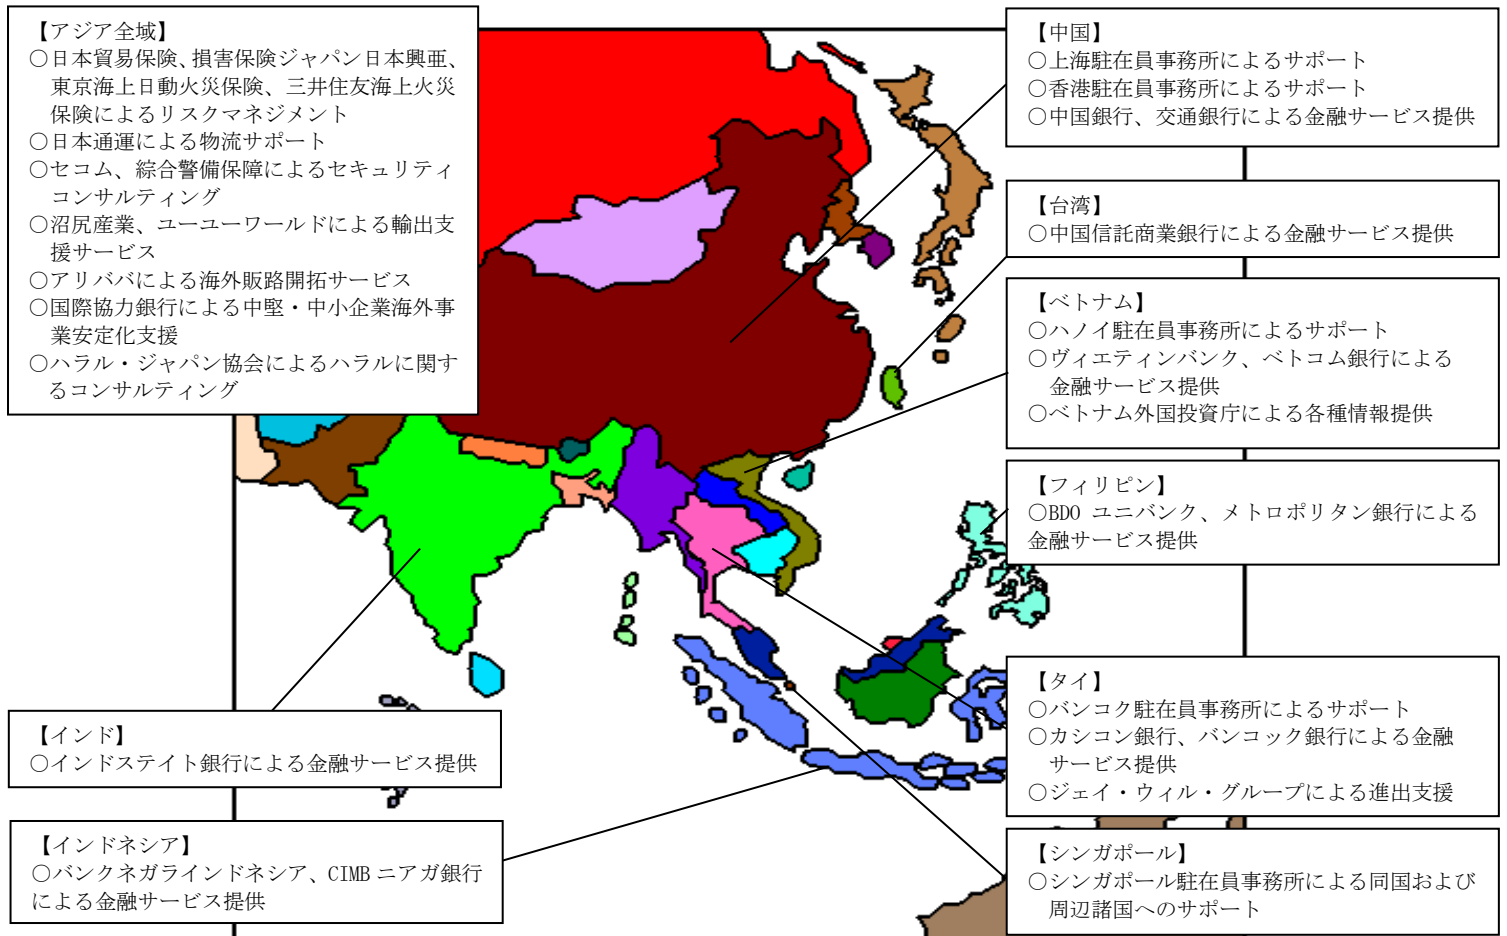 【アジア全域】
○日本貿易保険、損害保険ジャパン日本興亜、
東京海上日動火災保険、三井住友海上火災
保険によるリスクマネジメント
○日本通運による物流サポート
○セコム、綜合警備保障によるセキュリティ
コンサルティング
○沼尻産業、ユーユーワールドによる輸出支
援サービス
○アリババによる海外販路開拓サービス
○国際協力銀行による中堅・中小企業海外事
業安定化支援
○ハラル・ジャパン協会によるハラルに関す
るコンサルティング
【インド】
○インドステイト銀行による金融サービス提供
【インドネシア】
○バンクネガラインドネシア、CIMB ニアガ銀行
による金融サービス提供
【中国】
○上海駐在員事務所によるサポート
○香港駐在員事務所によるサポート
○中国銀行、交通銀行による金融サービス提供
【台湾】
○中国信託商業銀行による金融サービス提供
【ベトナム】
○ハノイ駐在員事務所によるサポート
○ヴィエティンバンク、ベトコム銀行による
金融サービス提供
○ベトナム外国投資庁による各種情報提供
【フィリピン】
○BDO ユニバンク、メトロポリタン銀行による
金融サービス提供
【タイ】
○バンコク駐在員事務所によるサポート
○カシコン銀行、バンコック銀行による金融
サービス提供
○ジェイ・ウィル・グループによる進出支援
【シンガポール】
○シンガポール駐在員事務所による同国および
周辺諸国へのサポート